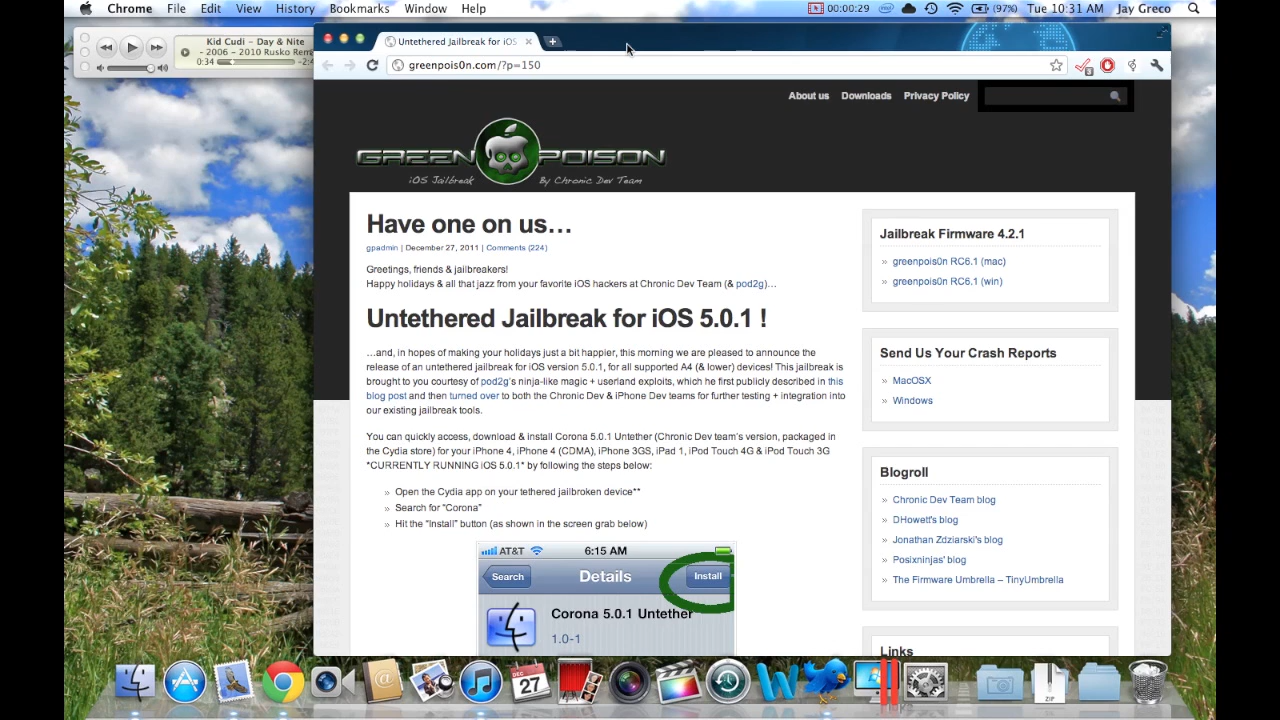 Chrome File Edit View History Bookmarks Window Help 00:00:29 (97%) Tue 10:31 AM Jay Greco
Kid Cudi – Day & Nite
- 2006 – 2010 Rusko Rem
0:34 -2:4
Untethered Jailbreak for iOS
greenpois0n.com/?p=150
About us Downloads Privacy Policy
GREEN POISON
iOS Jailbreak By Chronic Dev Team
Have one on us…
gpadmin | December 27, 2011 | Comments (224)
Greetings, friends & jailbreakers!
Happy holidays & all that jazz from your favorite iOS hackers at Chronic Dev Team (& pod2g)…
Untethered Jailbreak for iOS 5.0.1 !
…and, in hopes of making your holidays just a bit happier, this morning we are pleased to announce the
release of an untethered jailbreak for iOS version 5.0.1, for all supported A4 (& lower) devices! This jailbreak is
brought to you courtesy of pod2g's ninja-like magic + userland exploits, which he first publicly described in this
blog post and then turned over to both the Chronic Dev & iPhone Dev teams for further testing + integration into
our existing jailbreak tools.
You can quickly access, download & install Corona 5.0.1 Untether (Chronic Dev team's version, packaged in
the Cydia store) for your iPhone 4, iPhone 4 (CDMA), iPhone 3GS, iPad 1, iPod Touch 4G & iPod Touch 3G
*CURRENTLY RUNNING iOS 5.0.1* by following the steps below:
» Open the Cydia app on your tethered jailbroken device**
» Search for "Corona"
» Hit the "Install" button (as shown in the screen grab below)
AT&T 6:15 AM
Search Details Install
Corona 5.0.1 Untether
1.0-1
Jailbreak Firmware 4.2.1
» greenpois0n RC6.1 (mac)
» greenpois0n RC6.1 (win)
Send Us Your Crash Reports
» MacOSX
» Windows
Blogroll
» Chronic Dev Team blog
» DHowett's blog
» Jonathan Zdziarski's blog
» Posixninjas' blog
» The Firmware Umbrella – TinyUmbrella
Links
DEC
27
ZIP